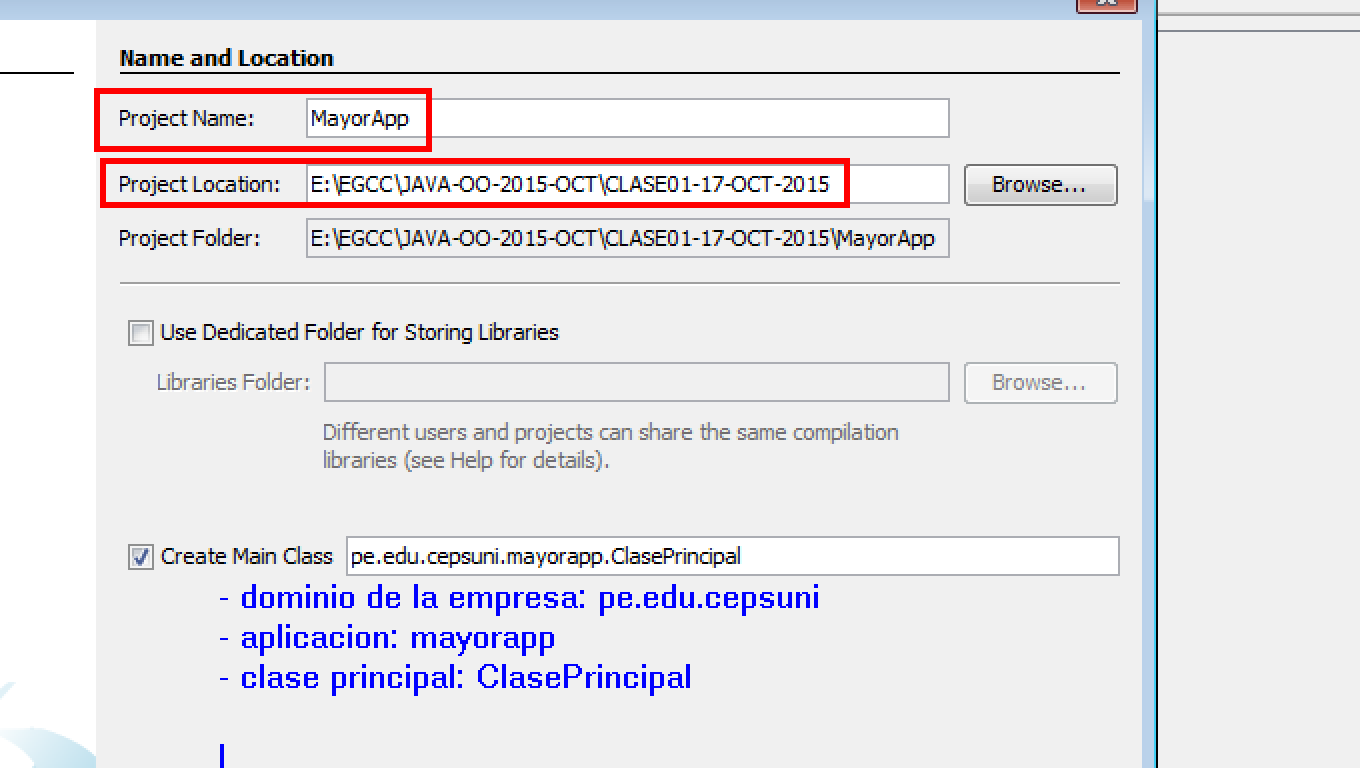 Name and Location
Project Name: MayorApp
Project Location: E:\EGCC\JAVA-OO-2015-OCT\CLASE01-17-OCT-2015 Browse...
Project Folder: E:\EGCC\JAVA-OO-2015-OCT\CLASE01-17-OCT-2015\MayorApp
Use Dedicated Folder for Storing Libraries
Libraries Folder: Browse...
Different users and projects can share the same compilation
libraries (see Help for details).
Create Main Class pe.edu.cepsuni.mayorapp.ClasePrincipal
- dominio de la empresa: pe.edu.cepsuni
- aplicacion: mayorapp
- clase principal: ClasePrincipal